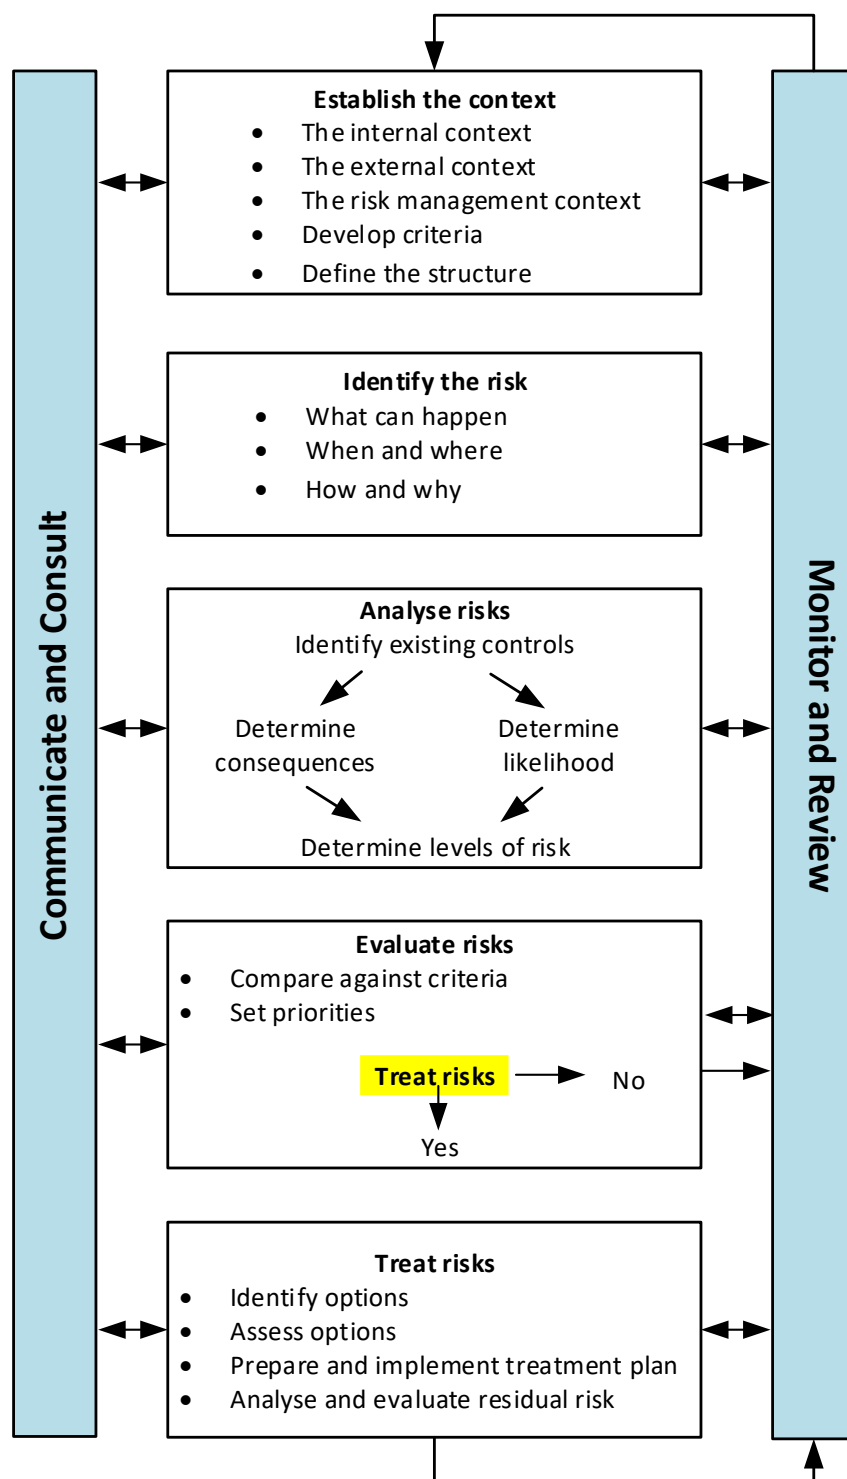 Communicate and Consult
Establish the context
• The internal context
• The external context
• The risk management context
• Develop criteria
• Define the structure
Identify the risk
• What can happen
• When and where
• How and why
Analyse risks
Identify existing controls
Determine
consequences
Determine
likelihood
Determine levels of risk
Evaluate risks
• Compare against criteria
• Set priorities
Treat risks
No
Yes
Treat risks
• Identify options
• Assess options
• Prepare and implement treatment plan
• Analyse and evaluate residual risk
Monitor and Review